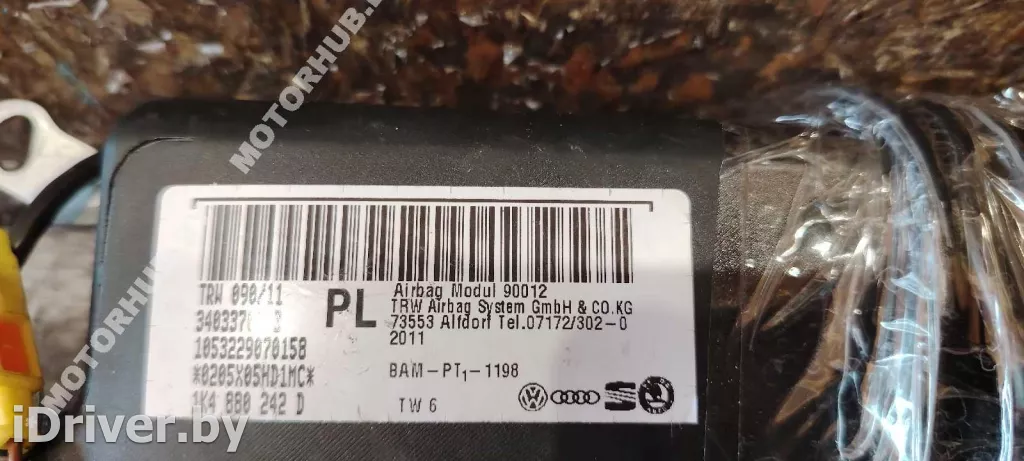 MOTORHUB.
TRW 090/11
PL
Airbag Modul 90012
TRW Airbag System GmbH & CO.KG
73553 Alfdorf Tel.07172/302-0
2011
1053229070158
*0205X05HD1MC*
BAM-PT1-1198
1K4 880 242 D
TW 6
MOTORHUB
iDriver.by